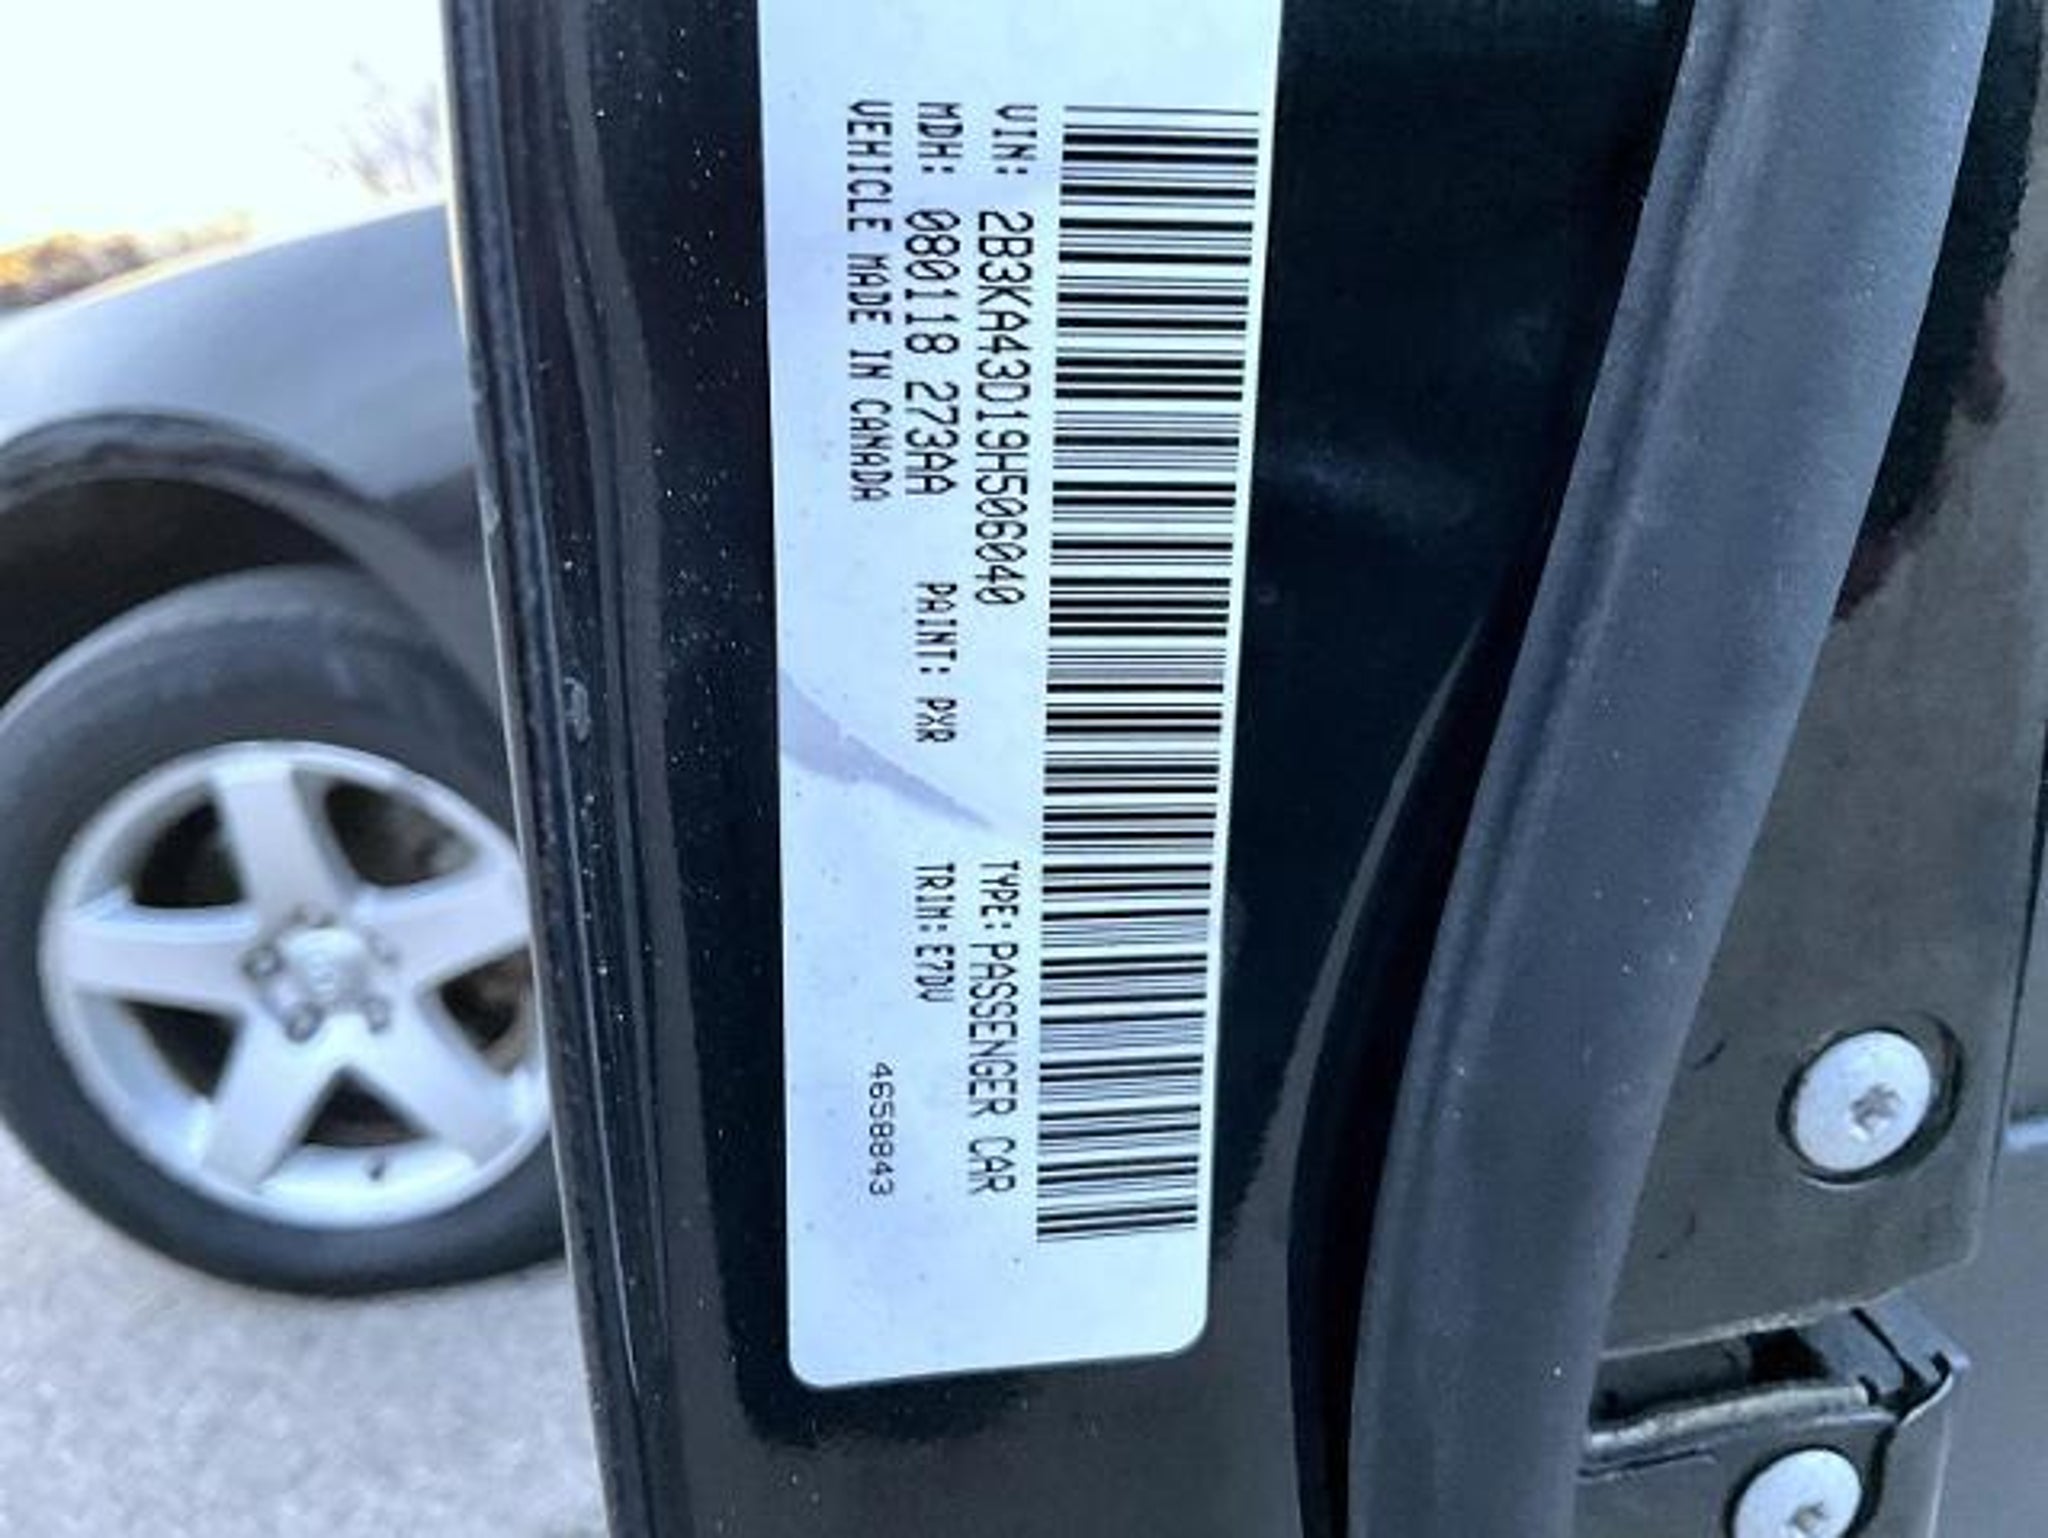 VIN: 2B3KA43D19H506040 TYPE: PASSENGER CAR
MDH: 080118 273AA PAINT: PXR TRIM: E7DV
VEHICLE MADE IN CANADA 4658843